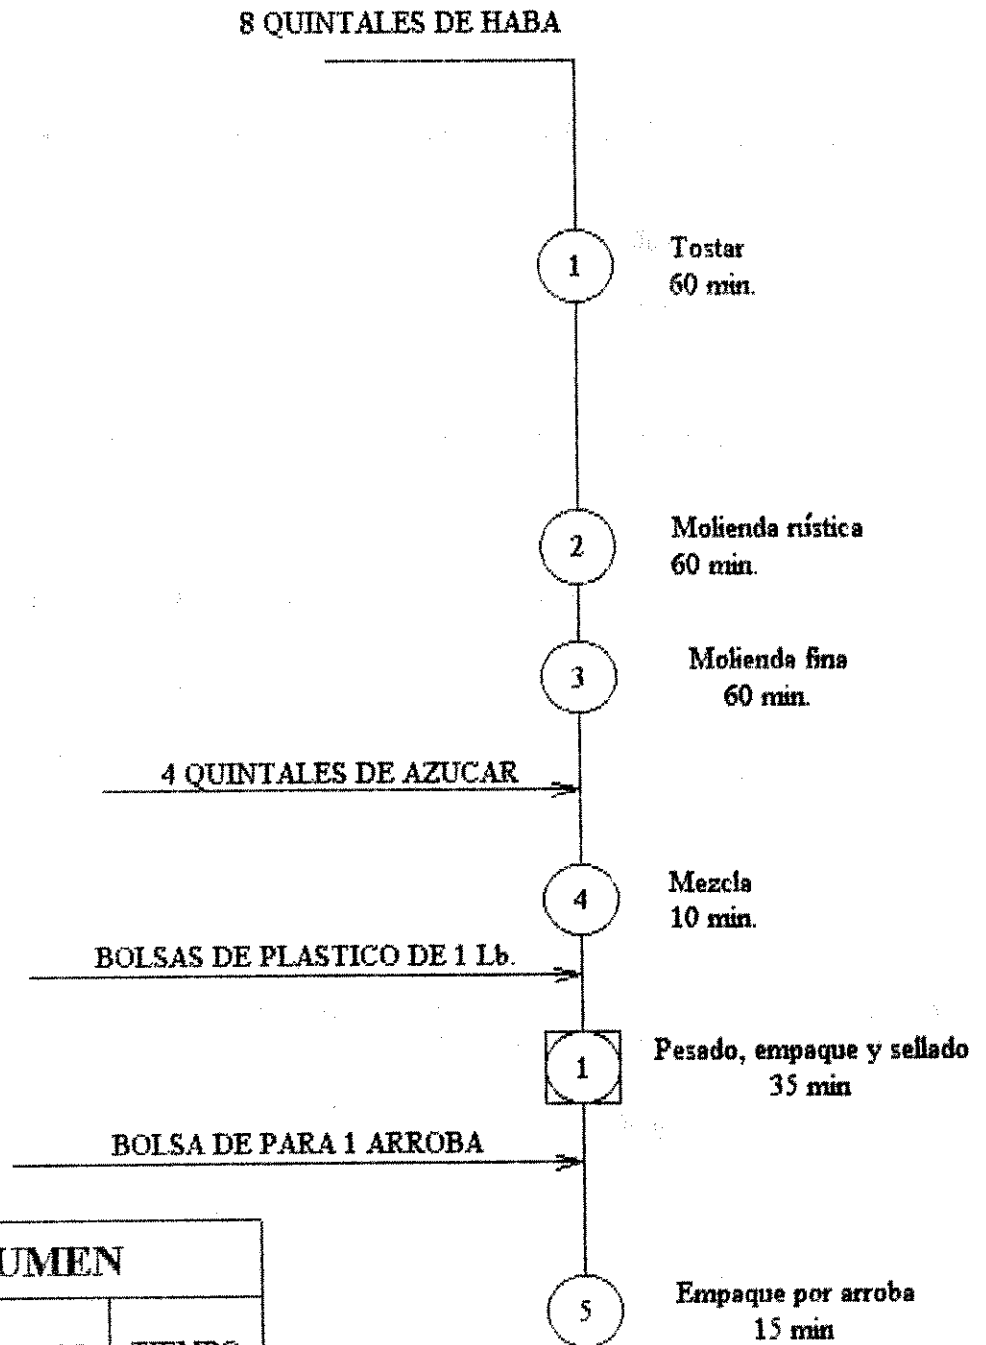 8 QUINTALES DE HABA
1
Tostar
60 min.
2
Molienda rústica
60 min.
3
Molienda fina
60 min.
4 QUINTALES DE AZUCAR
4
Mezcla
10 min.
BOLSAS DE PLASTICO DE 1 Lb.
1
Pesado, empaque y sellado
35 min
BOLSA DE PARA 1 ARROBA
UMEN
5
Empaque por arroba
15 min